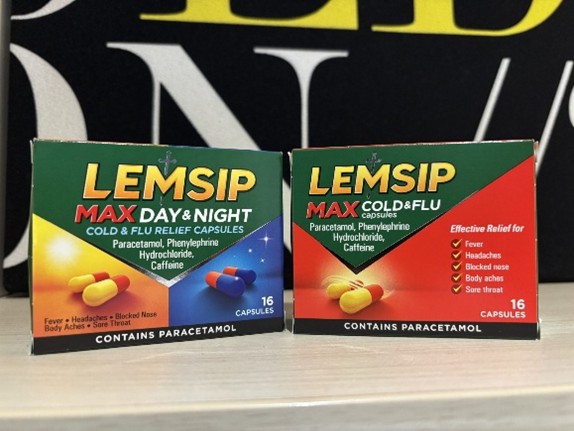 LEMSIP
MAX DAY & NIGHT
COLD & FLU RELIEF CAPSULES
Paracetamol, Phenylephrine
Hydrochloride,
Caffeine
Fever • Headaches • Blocked Nose
Body Aches • Sore Throat
16
CAPSULES
CONTAINS PARACETAMOL
LEMSIP
MAX COLD&FLU
capsules
Paracetamol, Phenylephrine
Hydrochloride,
Caffeine
Effective Relief for
Fever
Headaches
Blocked nose
Body aches
Sore throat
16
CAPSULES
CONTAINS PARACETAMOL